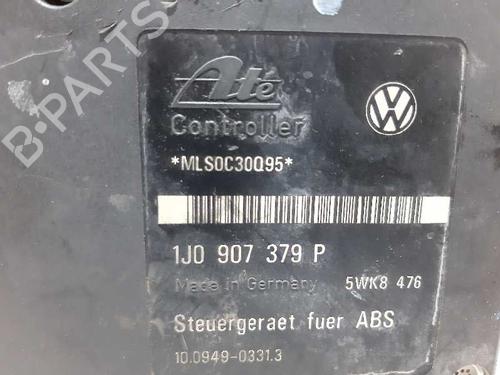 B-PARTS
Ate
Controller
*MLS0C30Q95*
1J0 907 379 P
Made in Germany 5WK8 476
Steuergeraet fuer ABS
10.0949-0331.3